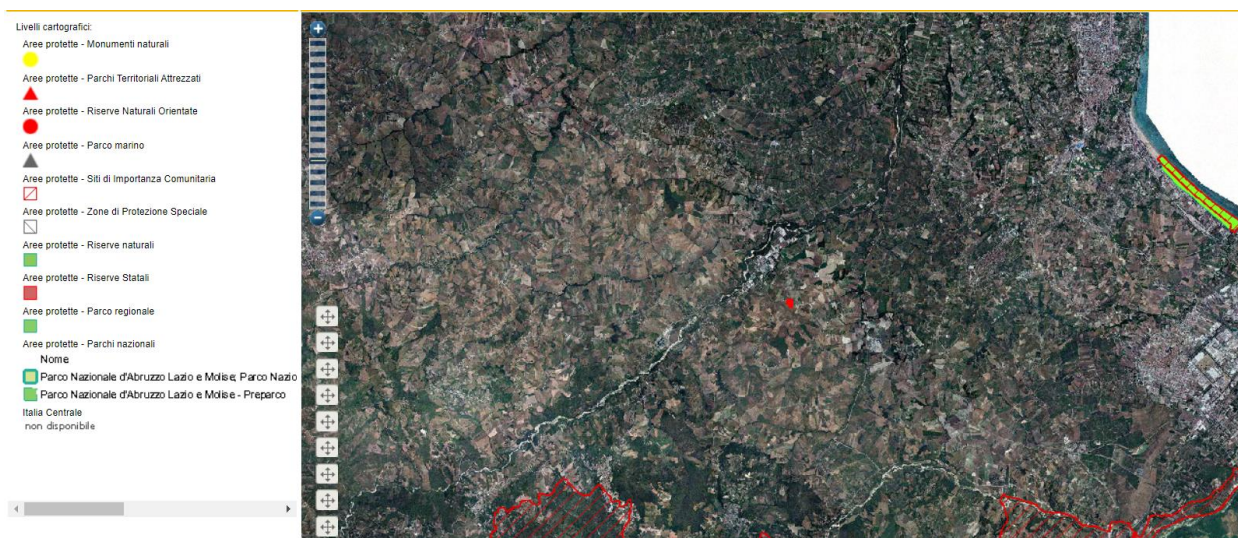 Livelli cartografici:
Aree protette - Monumenti naturali
Aree protette - Parchi Territoriali Attrezzati
Aree protette - Riserve Naturali Orientate
Aree protette - Parco marino
Aree protette - Siti di Importanza Comunitaria
Aree protette - Zone di Protezione Speciale
Aree protette - Riserve naturali
Aree protette - Riserve Statali
Aree protette - Parco regionale
Aree protette - Parchi nazionali
Nome
Parco Nazionale d'Abruzzo Lazio e Molise; Parco Nazio
Parco Nazionale d'Abruzzo Lazio e Molise - Preparco
Italia Centrale
non disponibile